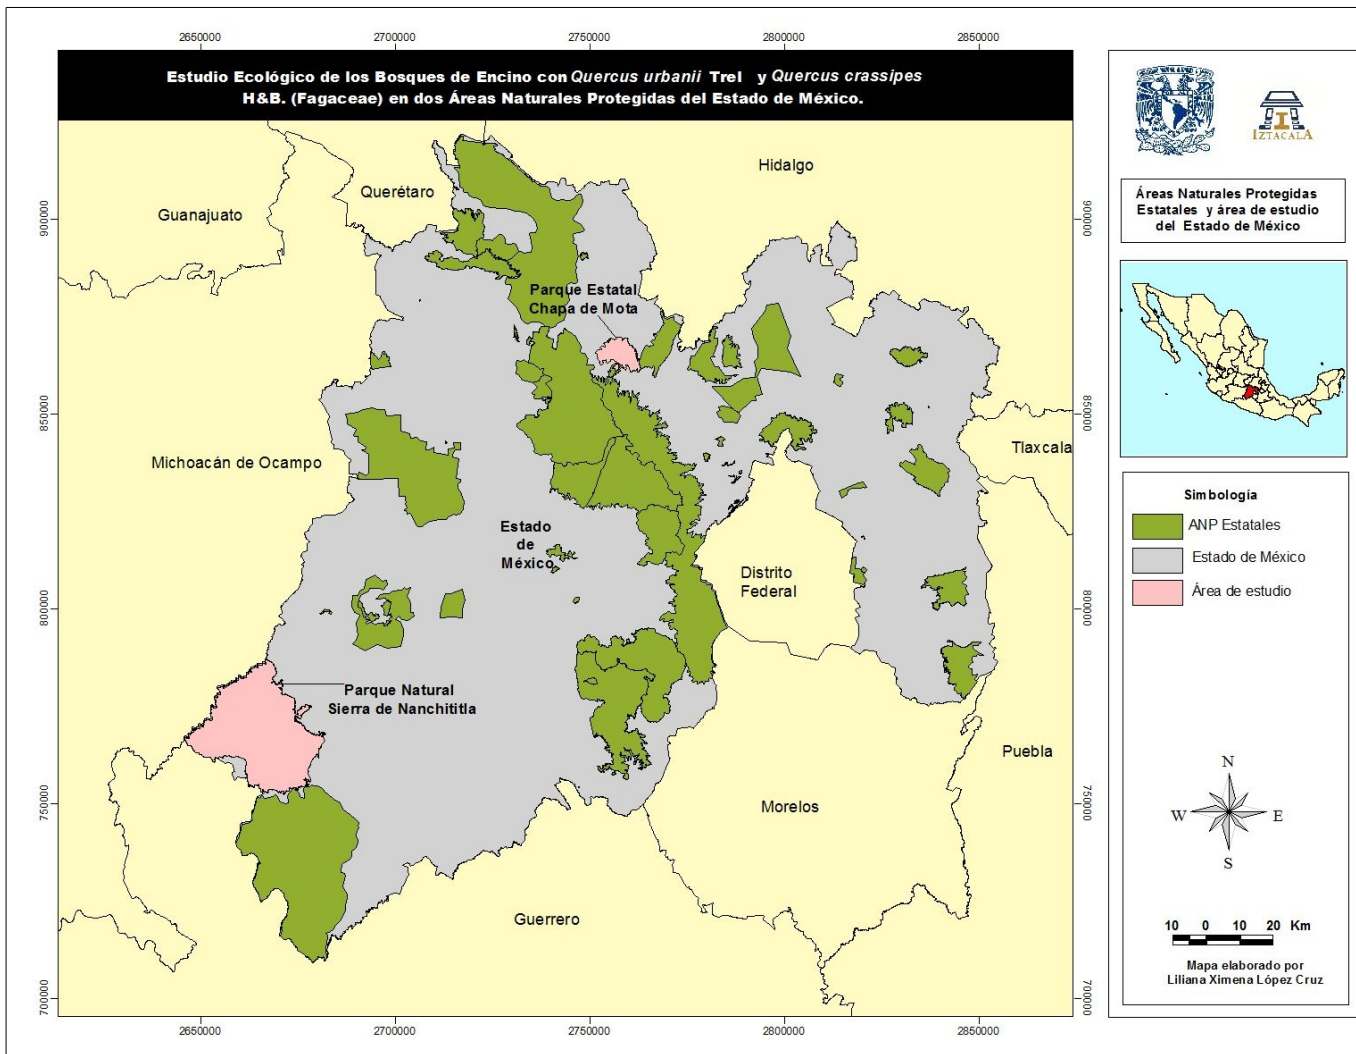 2650000 2700000 2750000 2800000 2850000
Estudio Ecológico de los Bosques de Encino con Quercus urbanii Trel y Quercus crassipes
H&B. (Fagaceae) en dos Áreas Naturales Protegidas del Estado de México.
Hidalgo
Querétaro
Guanajuato
900000
900000
Parque Estatal
Chapa de Mota
850000
850000
Tlaxcala
Michoacán de Ocampo
Estado
de
México
Distrito
Federal
800000
800000
Parque Natural
Sierra de Nanchititla
Puebla
Morelos
750000
750000
Guerrero
700000
700000
2650000 2700000 2750000 2800000 2850000
IZTACALA
Áreas Naturales Protegidas
Estatales y área de estudio
del Estado de México
Simbología
ANP Estatales
Estado de México
Área de estudio
N
W E
S
10 0 10 20 Km
Mapa elaborado por
Liliana Ximena López Cruz